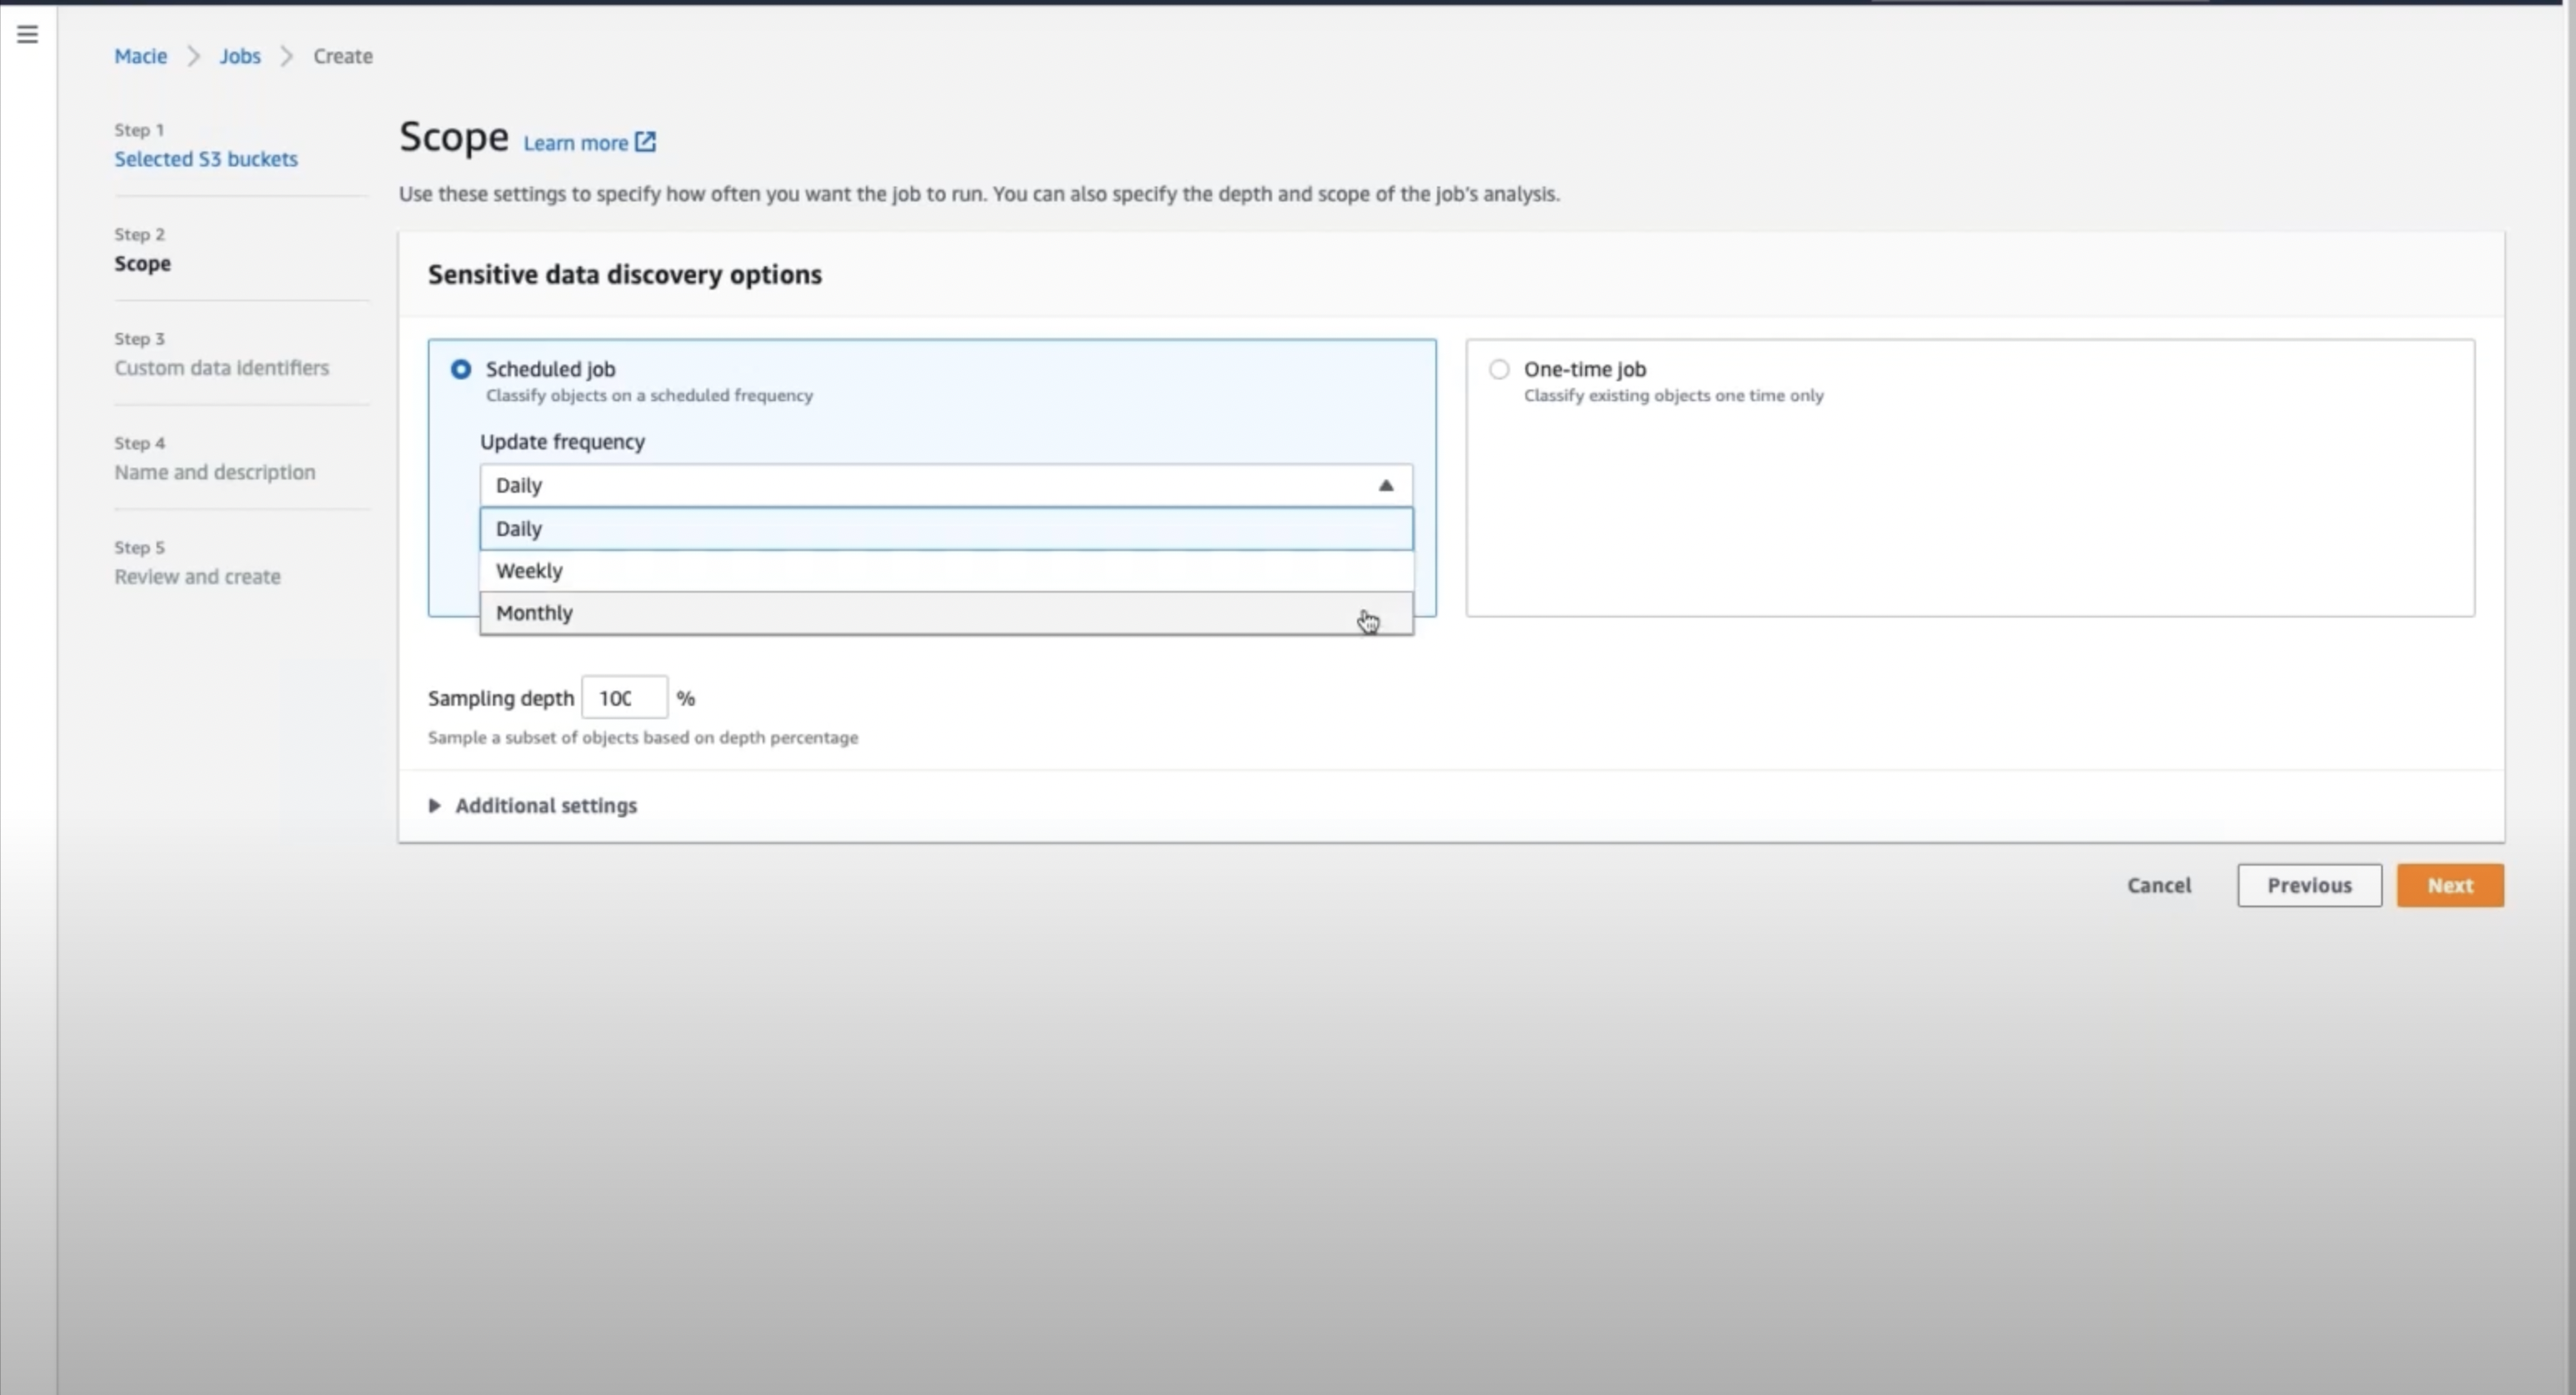 Macie > Jobs > Create
Step 1
Selected S3 buckets
Step 2
Scope
Step 3
Custom data identifiers
Step 4
Name and description
Step 5
Review and create
Scope Learn more
Use these settings to specify how often you want the job to run. You can also specify the depth and scope of the job's analysis.
Sensitive data discovery options
Scheduled job
Classify objects on a scheduled frequency
Update frequency
Daily
Daily
Weekly
Monthly
One-time job
Classify existing objects one time only
Sampling depth 100 %
Sample a subset of objects based on depth percentage
Additional settings
Cancel Previous Next